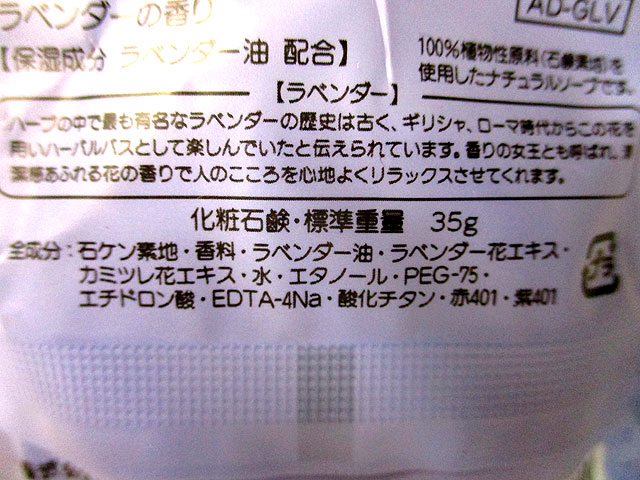 ラベンダーの香り
AD-GLV
【保湿成分 ラベンダー油 配合】
100%植物性原料(石鹸素地)を
使用したナチュラルソープです。
【ラベンダー】
ハーブの中で最も有名なラベンダーの歴史は古く、ギリシャ、ローマ時代からこの花を
用いハーバルバスとして楽しんでいたと伝えられています。香りの女王とも呼ばれ、清
潔感あふれる花の香りで人のこころを心地よくリラックスさせてくれます。
化粧石鹸・標準重量 35g
全成分：石ケン素地・香料・ラベンダー油・ラベンダー花エキス・
カミツレ花エキス・水・エタノール・PEG-75・
エチドロン酸・EDTA-4Na・酸化チタン・赤401・紫401
プラ